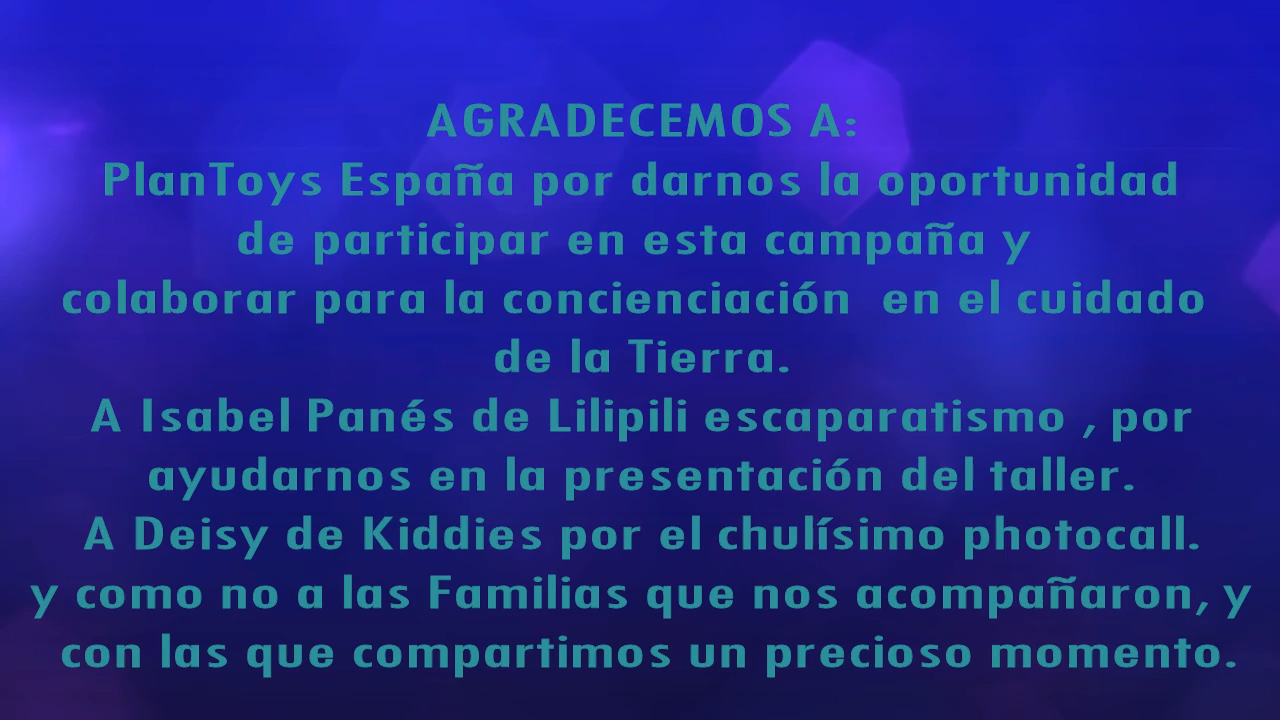 AGRADECEMOS A:
PlanToys España por darnos la oportunidad
de participar en esta campaña y
colaborar para la concienciación en el cuidado
de la Tierra.
A Isabel Panés de Lilipili escaparatismo , por
ayudarnos en la presentación del taller.
A Deisy de Kiddies por el chulísimo photocall.
y como no a las Familias que nos acompañaron, y
con las que compartimos un precioso momento.